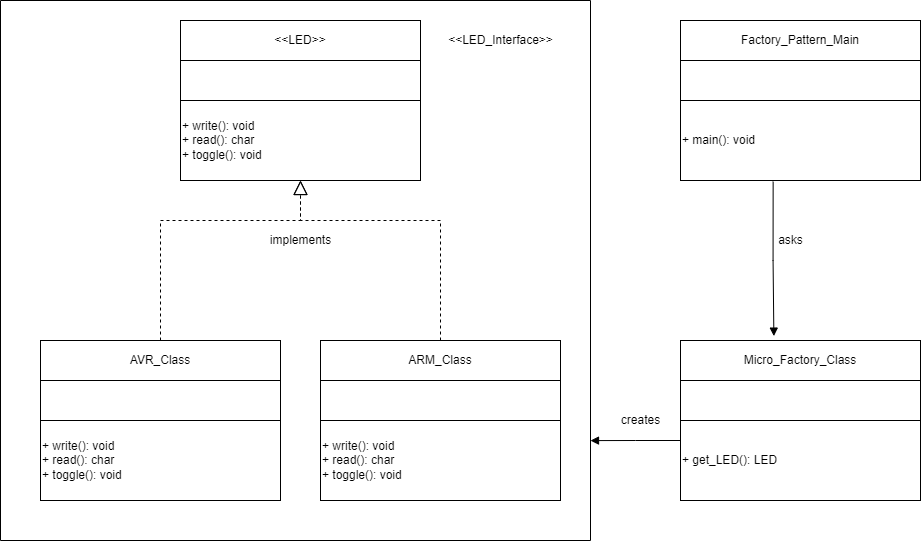 <<LED>>
<<LED_Interface>>
Factory_Pattern_Main
+ write(): void
+ read(): char
+ toggle(): void
+ main(): void
implements
asks
AVR_Class
ARM_Class
Micro_Factory_Class
creates
+ write(): void
+ read(): char
+ toggle(): void
+ write(): void
+ read(): char
+ toggle(): void
+ get_LED(): LED